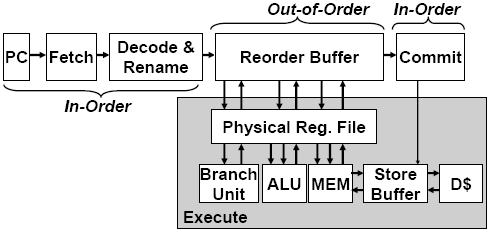 Out-of-Order
In-Order
PC
Fetch
Decode &
Rename
Reorder Buffer
Commit
In-Order
Physical Reg. File
Branch
Unit
ALU
MEM
Store
Buffer
D$
Execute